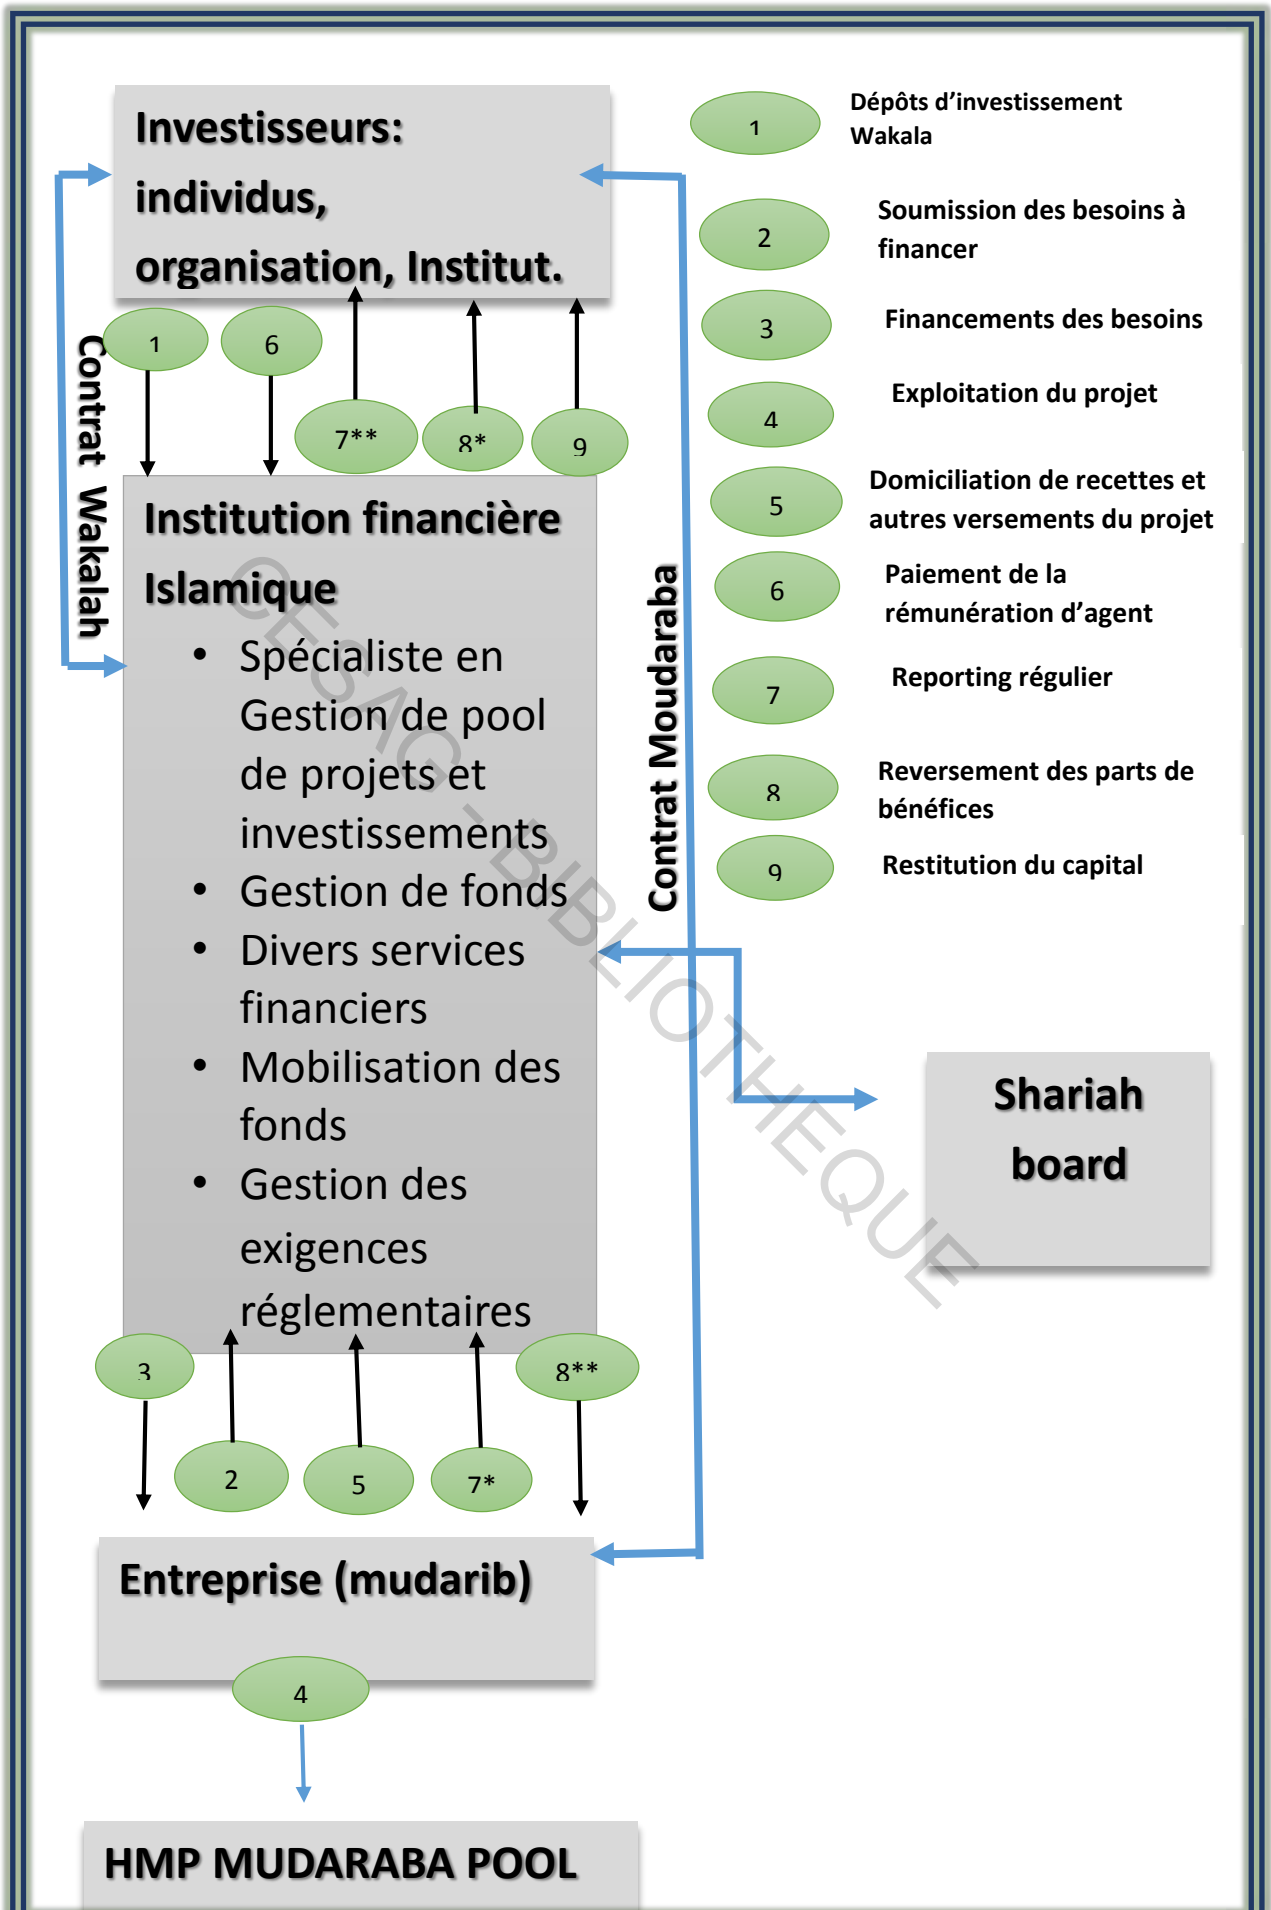 Investisseurs:
individus,
organisation, Institut.
1
Dépôts d'investissement
Wakala
2
Soumission des besoins à
financer
3
Financements des besoins
4
Exploitation du projet
5
Domiciliation de recettes et
autres versements du projet
6
Paiement de la
rémunération d'agent
7
Reporting régulier
8
Reversement des parts de
bénéfices
9
Restitution du capital
1
6
7**
8*
9
Contrat Wakalah
Institution financière
Islamique
• Spécialiste en
Gestion de pool
de projets et
investissements
• Gestion de fonds
• Divers services
financiers
• Mobilisation des
fonds
• Gestion des
exigences
réglementaires
Contrat Moudaraba
Shariah
board
3
2
5
7*
8**
Entreprise (mudarib)
4
HMP MUDARABA POOL
CESAG - BIBLIOTHEQUE